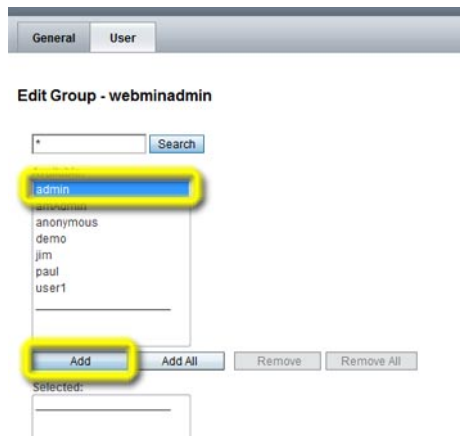 General User
Edit Group - webminadmin
* Search
admin
amAdmin
anonymous
demo
jim
paul
user1
Add Add All Remove Remove All
Selected: